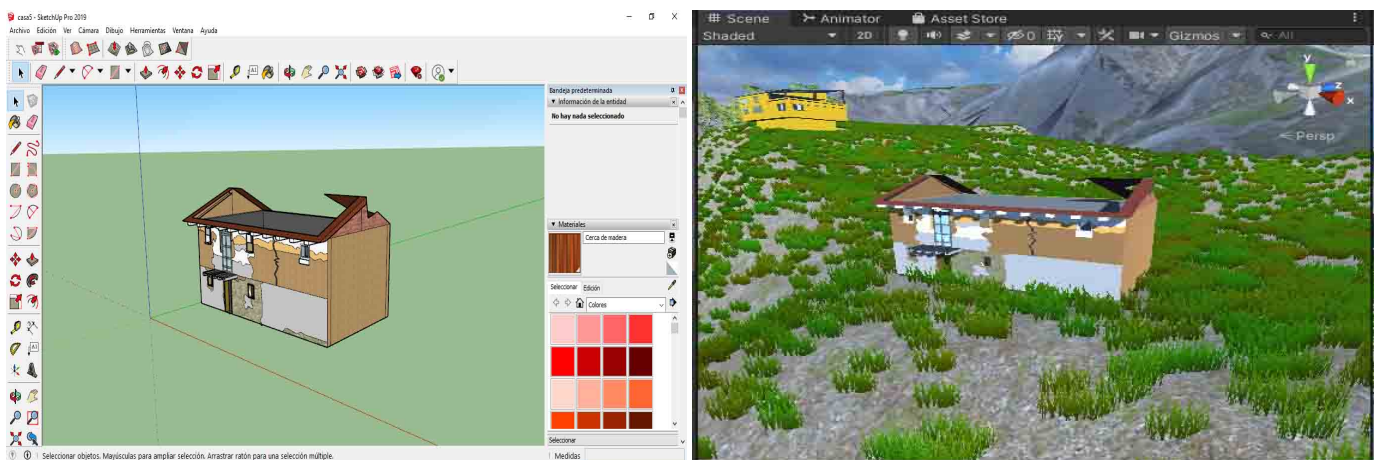 casa5 - SketchUp Pro 2019
Archivo Edición Ver Cámara Dibujo Herramientas Ventana Ayuda
Bandeja predeterminada
Información de la entidad
No hay nada seleccionado
Materiales
Cerca de madera
Seleccionar Edición
Colores
Seleccionar
Seleccionar objetos. Mayúsculas para ampliar selección. Arrastrar ratón para una selección múltiple.
Medidas
# Scene Animator Asset Store
Shaded 2D 0 Gizmos All
y
z
x
Persp